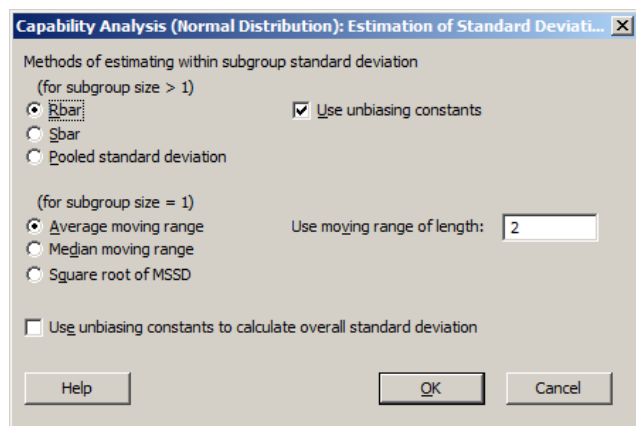 Capability Analysis (Normal Distribution): Estimation of Standard Deviati...
Methods of estimating within subgroup standard deviation
(for subgroup size > 1)
Rbar
Use unbiasing constants
Sbar
Pooled standard deviation
(for subgroup size = 1)
Average moving range
Use moving range of length: 2
Median moving range
Square root of MSSD
Use unbiasing constants to calculate overall standard deviation
Help OK Cancel